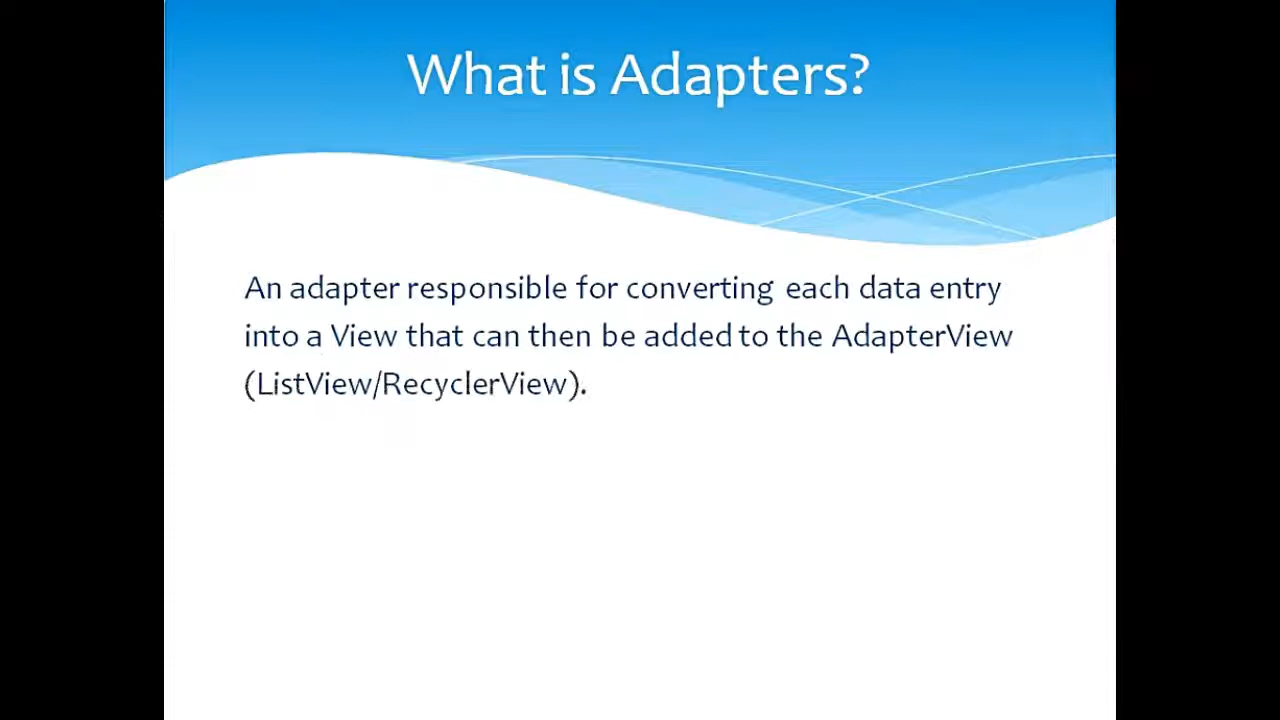 What is Adapters?
An adapter responsible for converting each data entry
into a View that can then be added to the AdapterView
(ListView/RecyclerView).